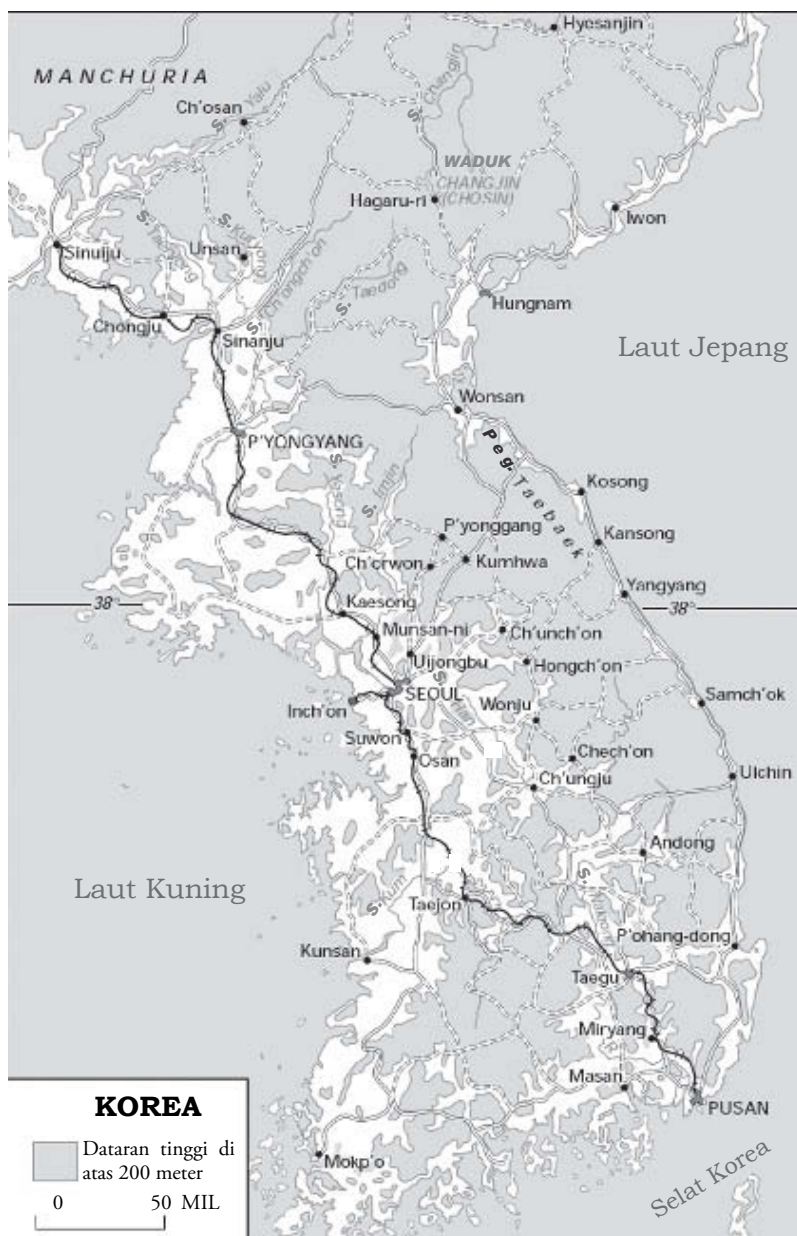 Hyesanjin
MANCHURIA
Ch'osan
S. Yalu
S. Changjin
WADUK
CHANGJIN
(CHOSIN)
Hagaru-ri
Iwon
Sinuiju
Unsan
S. Ch'ongch'on
S. Taedong
Hungnam
Chongju
Sinanju
Laut Jepang
Wonsan
P'YONGYANG
Peg. Taebaek
S. Imjin
Kosong
P'yonggang
Kansong
Ch'orwon
Kumhwa
Yangyang
38°
38°
Kaesong
Munsan-ni
Ch'unch'on
Uijongbu
Hongch'on
SEOUL
S. Han
Samch'ok
Inch'on
Wonju
Suwon
Osan
Chech'on
Ulchin
Ch'ungju
Andong
Laut Kuning
S. Kum
Taejon
P'ohang-dong
Kunsan
Taegu
Miryang
Masan
PUSAN
KOREA
Dataran tinggi di
atas 200 meter
0 50 MIL
Mokp'o
Selat Korea